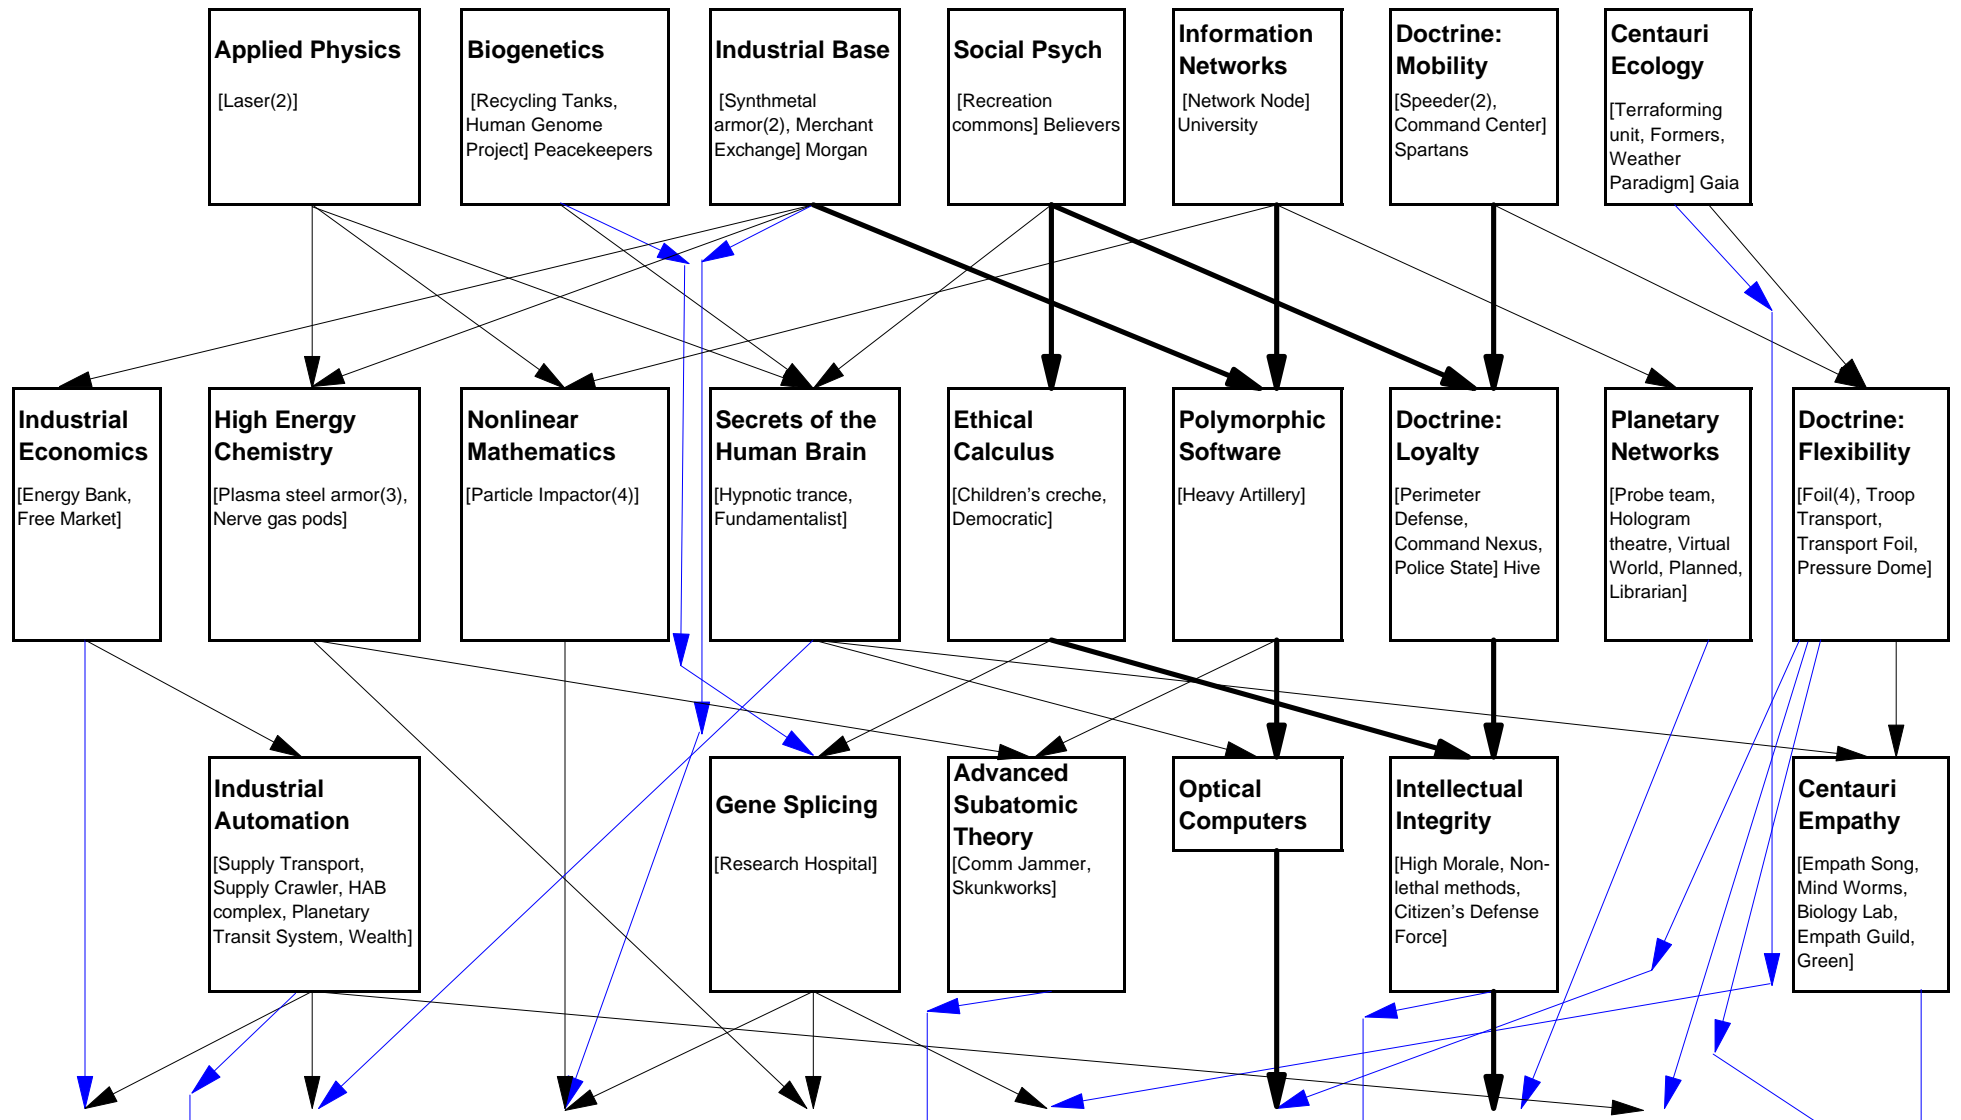 Applied Physics
[Laser(2)]
Biogenetics
[Recycling Tanks,
Human Genome
Project] Peacekeepers
Industrial Base
[Synthmetal
armor(2), Merchant
Exchange] Morgan
Social Psych
[Recreation
commons] Believers
Information
Networks
[Network Node]
University
Doctrine:
Mobility
[Speeder(2),
Command Center]
Spartans
Centauri
Ecology
[Terraforming
unit, Formers,
Weather
Paradigm] Gaia
Industrial
Economics
[Energy Bank,
Free Market]
High Energy
Chemistry
[Plasma steel armor(3),
Nerve gas pods]
Nonlinear
Mathematics
[Particle Impactor(4)]
Secrets of the
Human Brain
[Hypnotic trance,
Fundamentalist]
Ethical
Calculus
[Children's creche,
Democratic]
Polymorphic
Software
[Heavy Artillery]
Doctrine:
Loyalty
[Perimeter
Defense,
Command Nexus,
Police State] Hive
Planetary
Networks
[Probe team,
Hologram
theatre, Virtual
World, Planned,
Librarian]
Doctrine:
Flexibility
[Foil(4), Troop
Transport,
Transport Foil,
Pressure Dome]
Industrial
Automation
[Supply Transport,
Supply Crawler, HAB
complex, Planetary
Transit System, Wealth]
Gene Splicing
[Research Hospital]
Advanced
Subatomic
Theory
[Comm Jammer,
Skunkworks]
Optical
Computers
Intellectual
Integrity
[High Morale, Non-
lethal methods,
Citizen's Defense
Force]
Centauri
Empathy
[Empath Song,
Mind Worms,
Biology Lab,
Empath Guild,
Green]